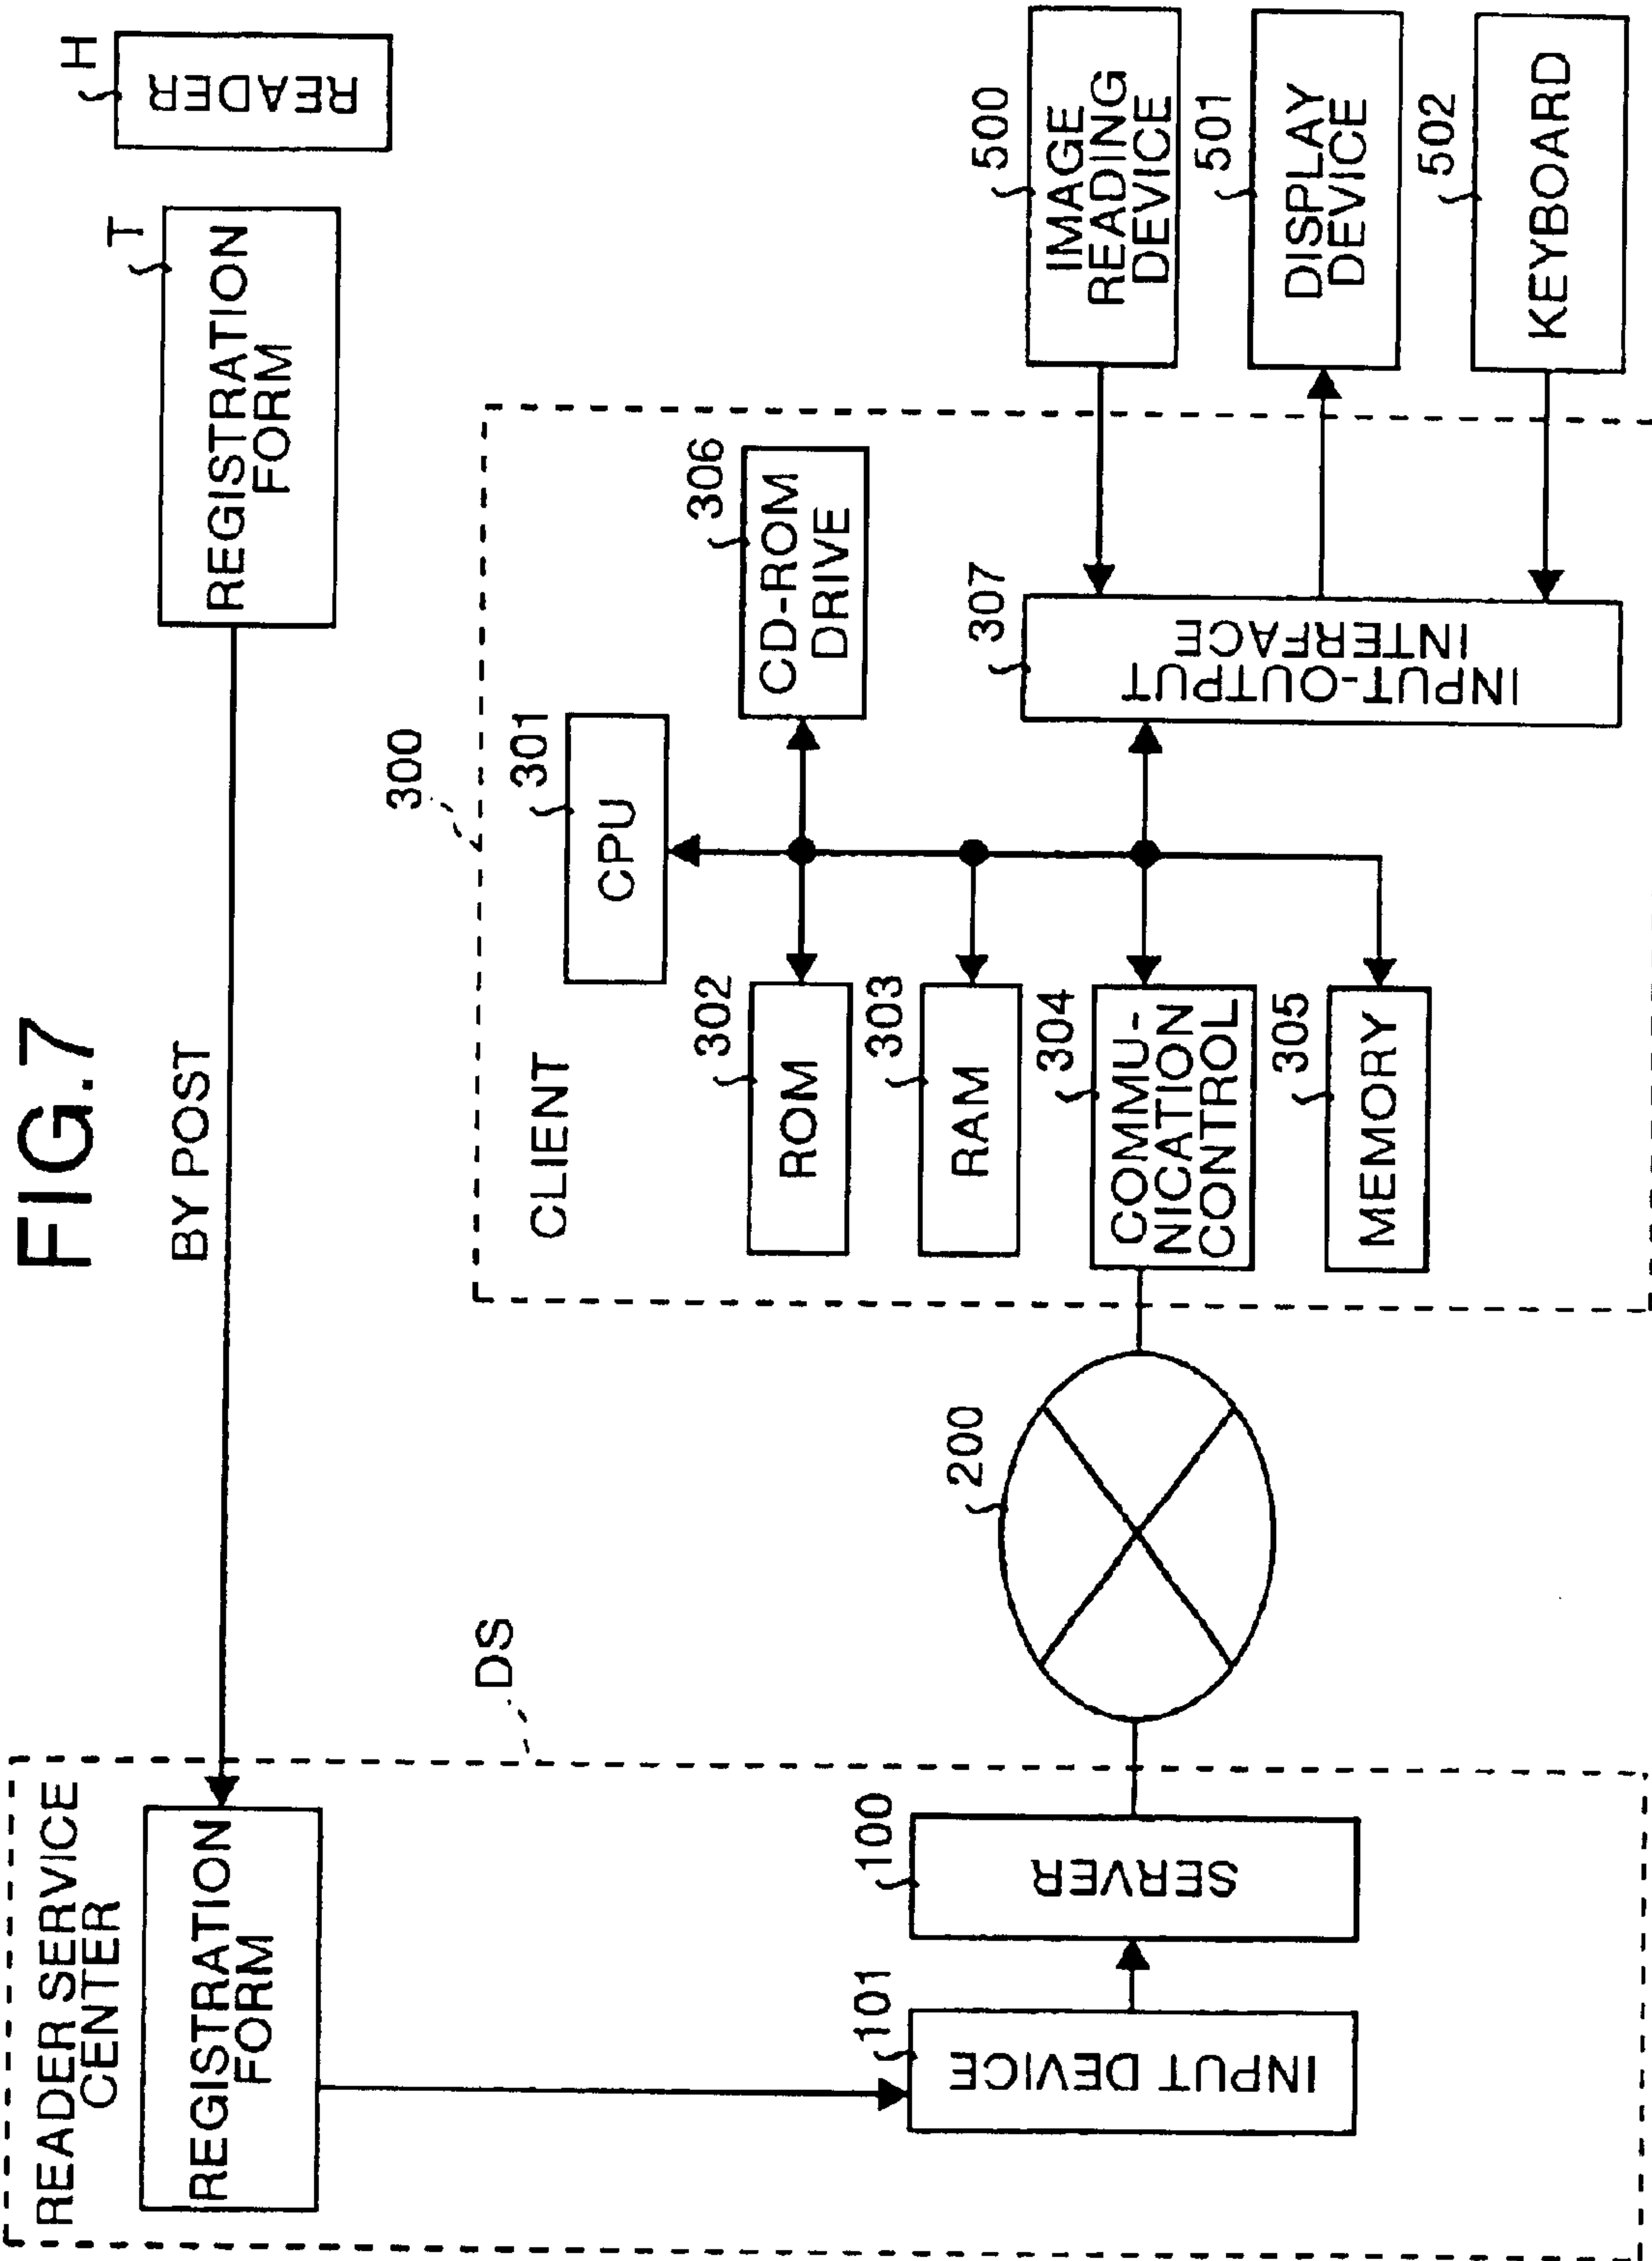 FIG.7
READER SERVICE
CENTER
REGISTRATION
FORM
BY POST
T
REGISTRATION
FORM
H
READER
DS
101
INPUT DEVICE
100
SERVER
200
300
CLIENT
301
CPU
302
ROM
303
RAM
304
COMMU-
NICATION
CONTROL
305
MEMORY
306
CD-ROM
DRIVE
307
INPUT-OUTPUT
INTERFACE
500
IMAGE
READING
DEVICE
501
DISPLAY
DEVICE
502
KEYBOARD